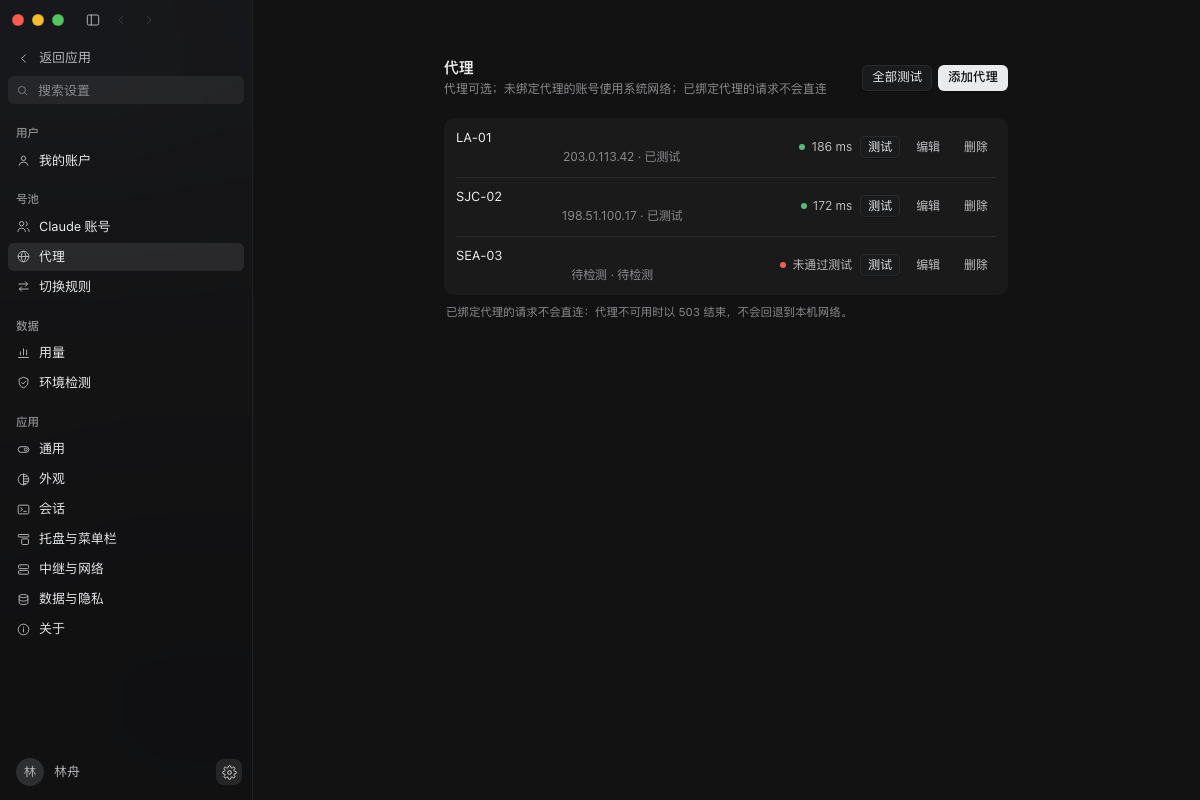 返回应用
搜索设置
用户
我的账户
号池
Claude 账号
代理
切换规则
数据
用量
环境检测
应用
通用
外观
会话
托盘与菜单栏
中继与网络
数据与隐私
关于
林 林舟
代理
代理可选；未绑定代理的账号使用系统网络；已绑定代理的请求不会直连
全部测试 添加代理
LA-01
203.0.113.42 · 已测试
186 ms 测试 编辑 删除
SJC-02
198.51.100.17 · 已测试
172 ms 测试 编辑 删除
SEA-03
待检测 · 待检测
未通过测试 测试 编辑 删除
已绑定代理的请求不会直连：代理不可用时以 503 结束，不会回退到本机网络。